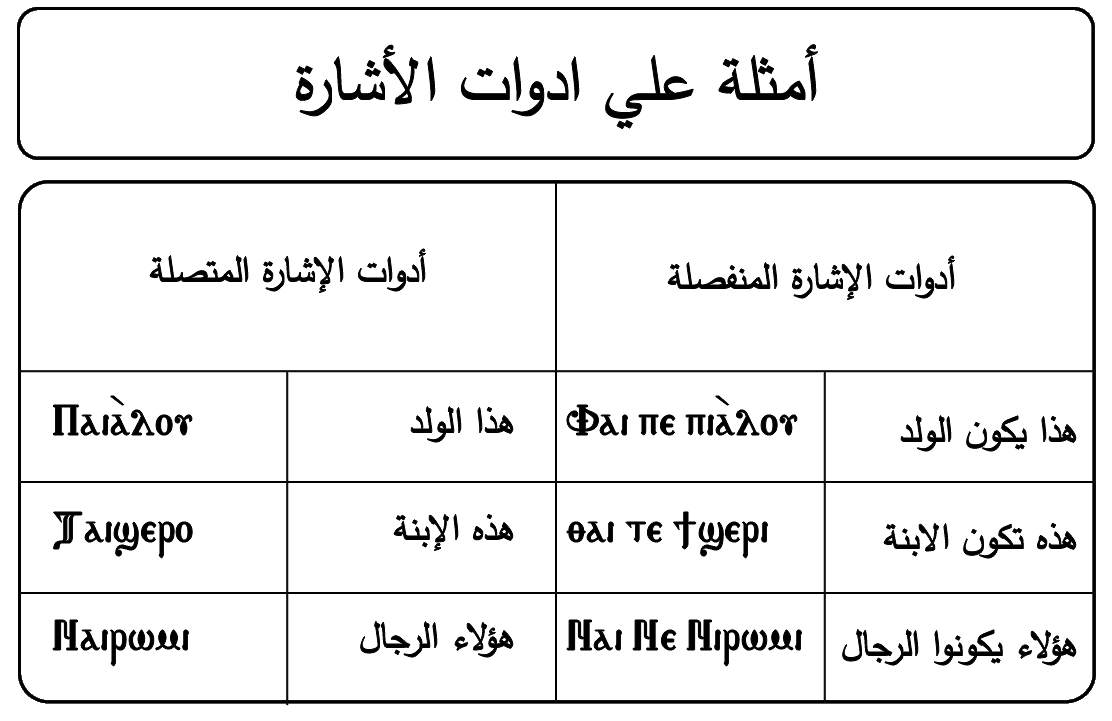 أمثلة علي ادوات الأشارة
أدوات الإشارة المنفصلة
أدوات الإشارة المتصلة
هذا يكون الولد
Ⲫⲁⲓ ⲡⲉ ⲡⲓⲁ̀ⲗⲟⲩ
هذا الولد
Ⲡⲁⲓⲁ̀ⲗⲟⲩ
هذه تكون الابنة
ⲑⲁⲓ ⲧⲉ ϯϣⲉⲣⲓ
هذه الإبنة
Ⲧⲁⲓϣⲉⲣⲟ
هؤلاء يكونوا الرجال
Ⲛⲁⲓ Ⲛⲉ Ⲛⲓⲣⲱⲙⲓ
هؤلاء الرجال
Ⲛⲁⲓⲣⲱⲙⲓ